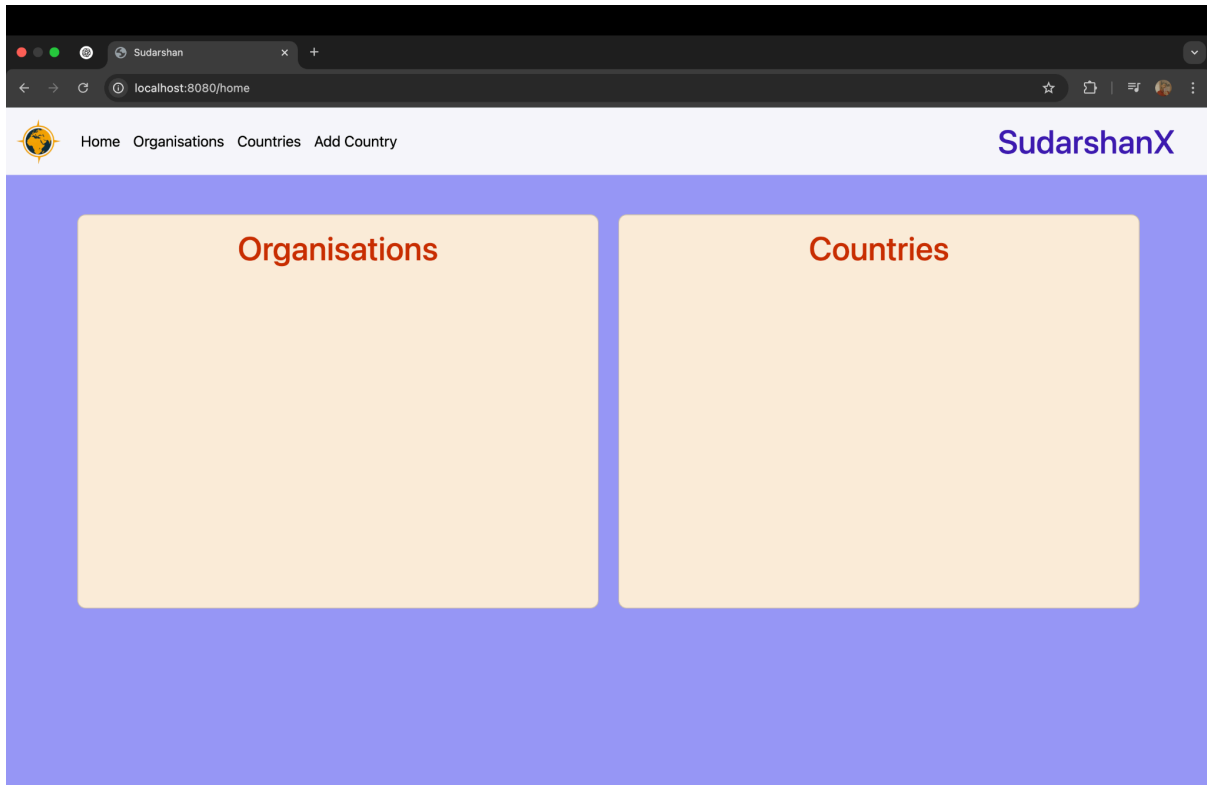 Sudarshan
localhost:8080/home
Home Organisations Countries Add Country
SudarshanX
Organisations
Countries